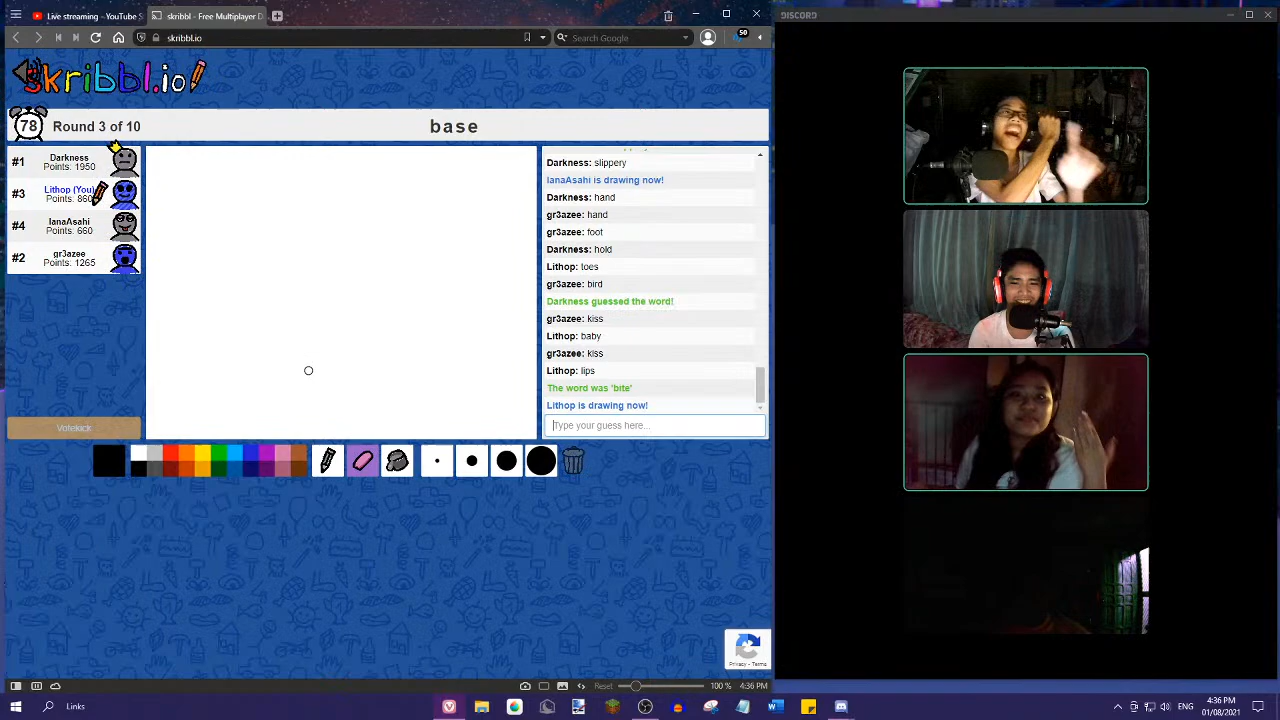 Live streaming - YouTube S
skribbl - Free Multiplayer D
skribbl.io
Search Google
50
skribbl.io
78
Round 3 of 10
base
#1
Darkness
Points: 1950
#3
Lithop (You)
Points: 860
#4
IanaAsahi
Points: 660
#2
gr3azee
Points: 1265
Votekick
Darkness: slippery
IanaAsahi is drawing now!
Darkness: hand
gr3azee: hand
gr3azee: foot
Darkness: hold
Lithop: toes
gr3azee: bird
Darkness guessed the word!
gr3azee: kiss
Lithop: baby
gr3azee: kiss
Lithop: lips
The word was 'bite'
Lithop is drawing now!
Type your guess here...
Privacy - Terms
Reset
100 %
4:36 PM
DISCORD
Links
ENG
4:36 PM
01/08/2021